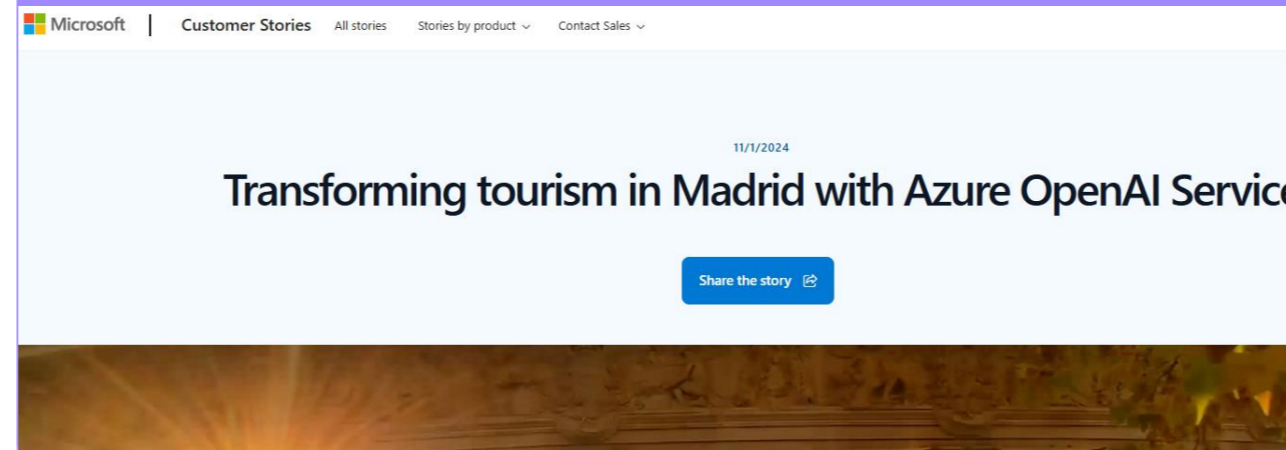 Microsoft | Customer Stories All stories Stories by product Contact Sales
11/1/2024
Transforming tourism in Madrid with Azure OpenAI Service
Share the story